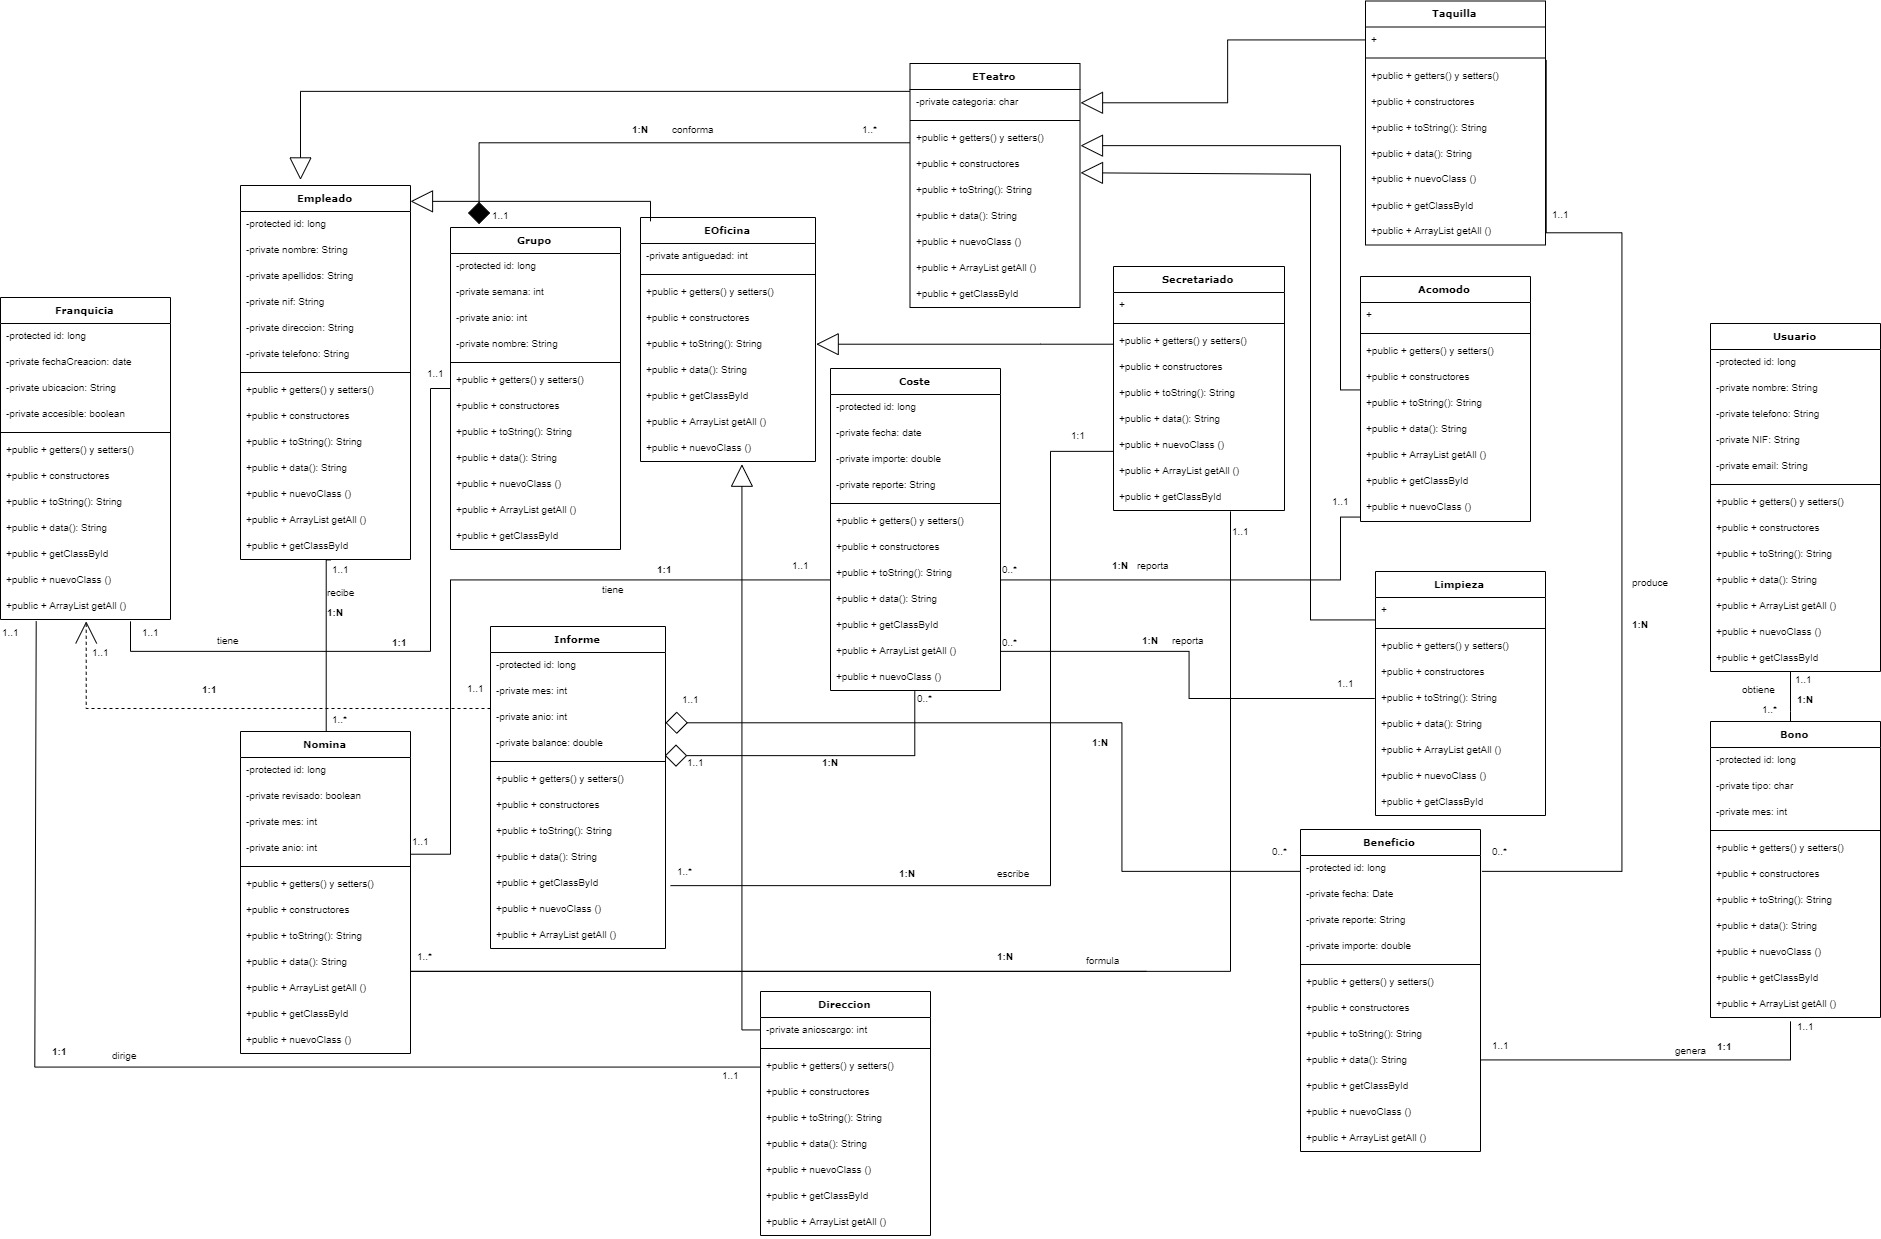 Taquilla
+
+public + getters() y setters()
+public + constructores
+public + toString(): String
+public + data(): String
+public + nuevoClass ()
+public + getClassById
+public + ArrayList getAll ()
1..1
ETeatro
-private categoria: char
+public + getters() y setters()
+public + constructores
+public + toString(): String
+public + data(): String
+public + nuevoClass ()
+public + ArrayList getAll ()
+public + getClassById
1:N conforma 1..*
1..1
Empleado
-protected id: long
-private nombre: String
-private apellidos: String
-private nif: String
-private direccion: String
-private telefono: String
+public + getters() y setters()
+public + constructores
+public + toString(): String
+public + data(): String
+public + nuevoClass ()
+public + ArrayList getAll ()
+public + getClassById
1..1
recibe
1:N
1..*
Grupo
-protected id: long
-private semana: int
-private anio: int
-private nombre: String
+public + getters() y setters()
+public + constructores
+public + toString(): String
+public + data(): String
+public + nuevoClass ()
+public + ArrayList getAll ()
+public + getClassById
1..1
EOficina
-private antiguedad: int
+public + getters() y setters()
+public + constructores
+public + toString(): String
+public + data(): String
+public + getClassById
+public + ArrayList getAll ()
+public + nuevoClass ()
Franquicia
-protected id: long
-private fechaCreacion: date
-private ubicacion: String
-private accesible: boolean
+public + getters() y setters()
+public + constructores
+public + toString(): String
+public + data(): String
+public + getClassById
+public + nuevoClass ()
+public + ArrayList getAll ()
1..1
1..1
1..1
tiene
1:1
1:1
Secretariado
+
+public + getters() y setters()
+public + constructores
+public + toString(): String
+public + data(): String
+public + nuevoClass ()
+public + ArrayList getAll ()
+public + getClassById
1:1
1..1
Acomodo
+
+public + getters() y setters()
+public + constructores
+public + toString(): String
+public + data(): String
+public + ArrayList getAll ()
+public + getClassById
+public + nuevoClass ()
1..1
Usuario
-protected id: long
-private nombre: String
-private telefono: String
-private NIF: String
-private email: String
+public + getters() y setters()
+public + constructores
+public + toString(): String
+public + data(): String
+public + ArrayList getAll ()
+public + nuevoClass ()
+public + getClassById
1..1
obtiene
1:N
1..*
Coste
-protected id: long
-private fecha: date
-private importe: double
-private reporte: String
+public + getters() y setters()
+public + constructores
+public + toString(): String
+public + data(): String
+public + getClassById
+public + ArrayList getAll ()
+public + nuevoClass ()
1:1
tiene
1..1
0..*
1:N reporta
0..*
1:N reporta
1..1
0..*
Limpieza
+
+public + getters() y setters()
+public + constructores
+public + toString(): String
+public + data(): String
+public + ArrayList getAll ()
+public + nuevoClass ()
+public + getClassById
produce
1:N
Informe
-protected id: long
-private mes: int
-private anio: int
-private balance: double
+public + getters() y setters()
+public + constructores
+public + toString(): String
+public + data(): String
+public + getClassById
+public + nuevoClass ()
+public + ArrayList getAll ()
1..1
1..1
1..1
1:N
1:N
1..*
1:N
escribe
Nomina
-protected id: long
-private revisado: boolean
-private mes: int
-private anio: int
+public + getters() y setters()
+public + constructores
+public + toString(): String
+public + data(): String
+public + ArrayList getAll ()
+public + getClassById
+public + nuevoClass ()
1..1
1..*
1:N
formula
Bono
-protected id: long
-private tipo: char
-private mes: int
+public + getters() y setters()
+public + constructores
+public + toString(): String
+public + data(): String
+public + nuevoClass ()
+public + getClassById
+public + ArrayList getAll ()
1..1
Beneficio
-protected id: long
-private fecha: Date
-private reporte: String
-private importe: double
+public + getters() y setters()
+public + constructores
+public + toString(): String
+public + data(): String
+public + getClassById
+public + nuevoClass ()
+public + ArrayList getAll ()
0..*
0..*
1..1
genera
1:1
Direccion
-private anioscargo: int
+public + getters() y setters()
+public + constructores
+public + toString(): String
+public + data(): String
+public + nuevoClass ()
+public + getClassById
+public + ArrayList getAll ()
1:1
dirige
1..1